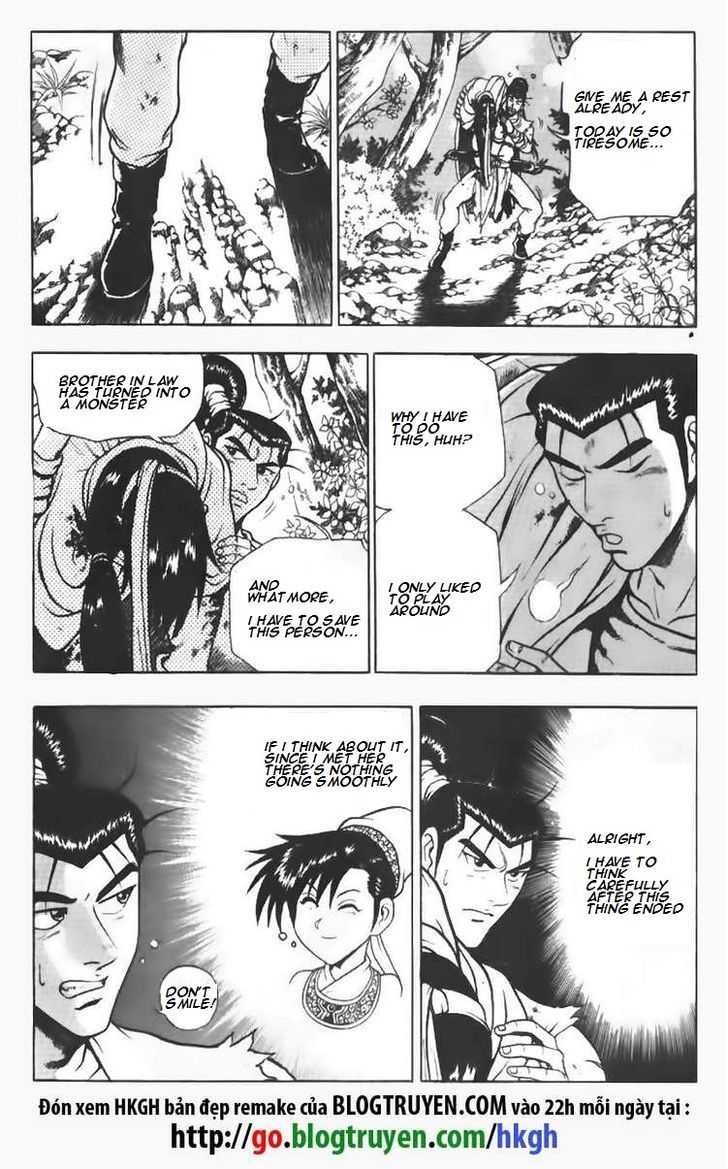 GIVE ME A REST
ALREADY,
TODAY IS SO
TIRESOME...
BROTHER IN LAW
HAS TURNED INTO
A MONSTER
AND
WHATMORE,
I HAVE TO SAVE
THIS PERSON...
WHY I HAVE
TO DO
THIS, HUH?
I ONLY LIKED
TO PLAY
AROUND
IF I THINK ABOUT IT,
SINCE I MET HER
THERE'S NOTHING
GOING SMOOTHLY
DON'T
SMILE!
ALRIGHT,
I HAVE TO
THINK
CAREFULLY
AFTER THIS
THING ENDED
Đón xem HKGH bản đẹp remake của BLOGTRUYEN.COM vào 22h mỗi ngày tại :
http://go.blogtruyen.com/hkgh